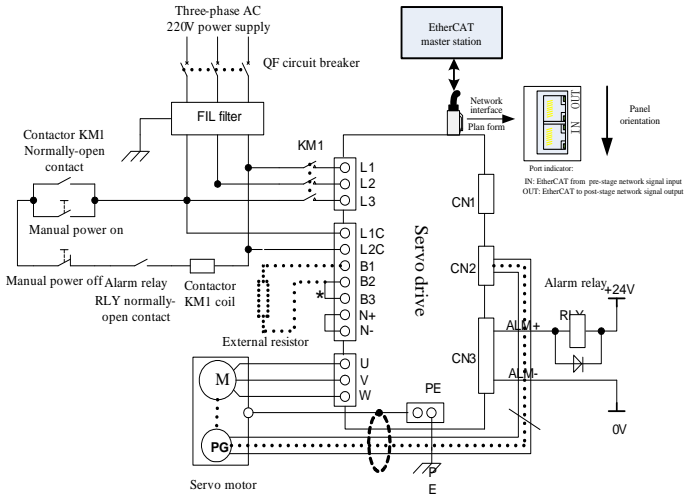 Three-phase AC
220V power supply
QF circuit breaker
FIL filter
Contactor KM1
Normally-open
contact
KM1
Manual power on
Manual power off
Alarm relay
RLY normally-
open contact
Contactor
KM1 coil
External resistor
L1
L2
L3
L1C
L2C
B1
B2
*
B3
N+
N-
U
V
W
Servo drive
CN1
CN2
CN3
EtherCAT
master station
Network
interface
Plan form
IN OUT
Panel
orientation
Port indicator:
IN: EtherCAT from pre-stage network signal input
OUT: EtherCAT to post-stage network signal output
Alarm relay
+24V
RLY
ALM+
ALM-
0V
PE
P
E
M
PG
Servo motor